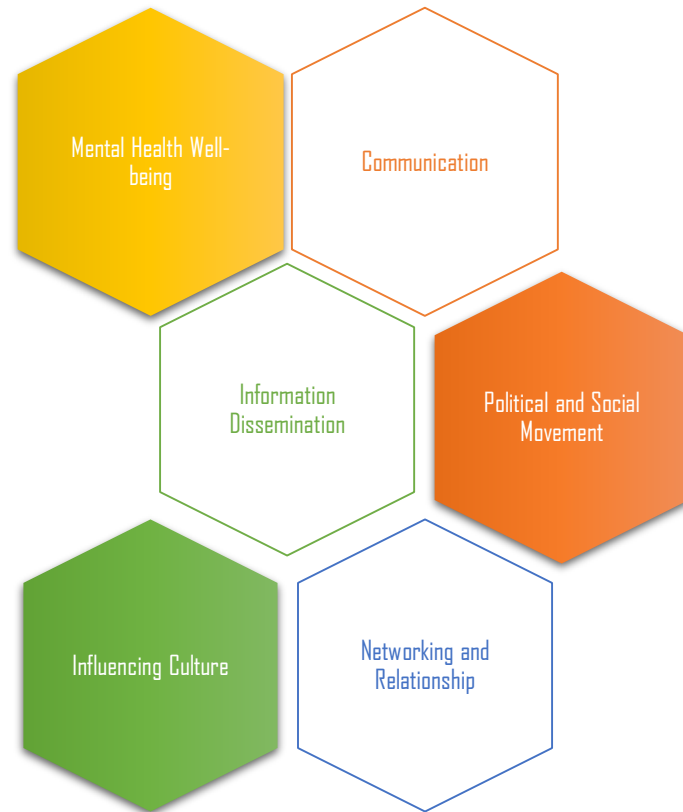 Mental Health Well-
being
Communication
Information
Dissemination
Political and Social
Movement
Influencing Culture
Networking and
Relationship